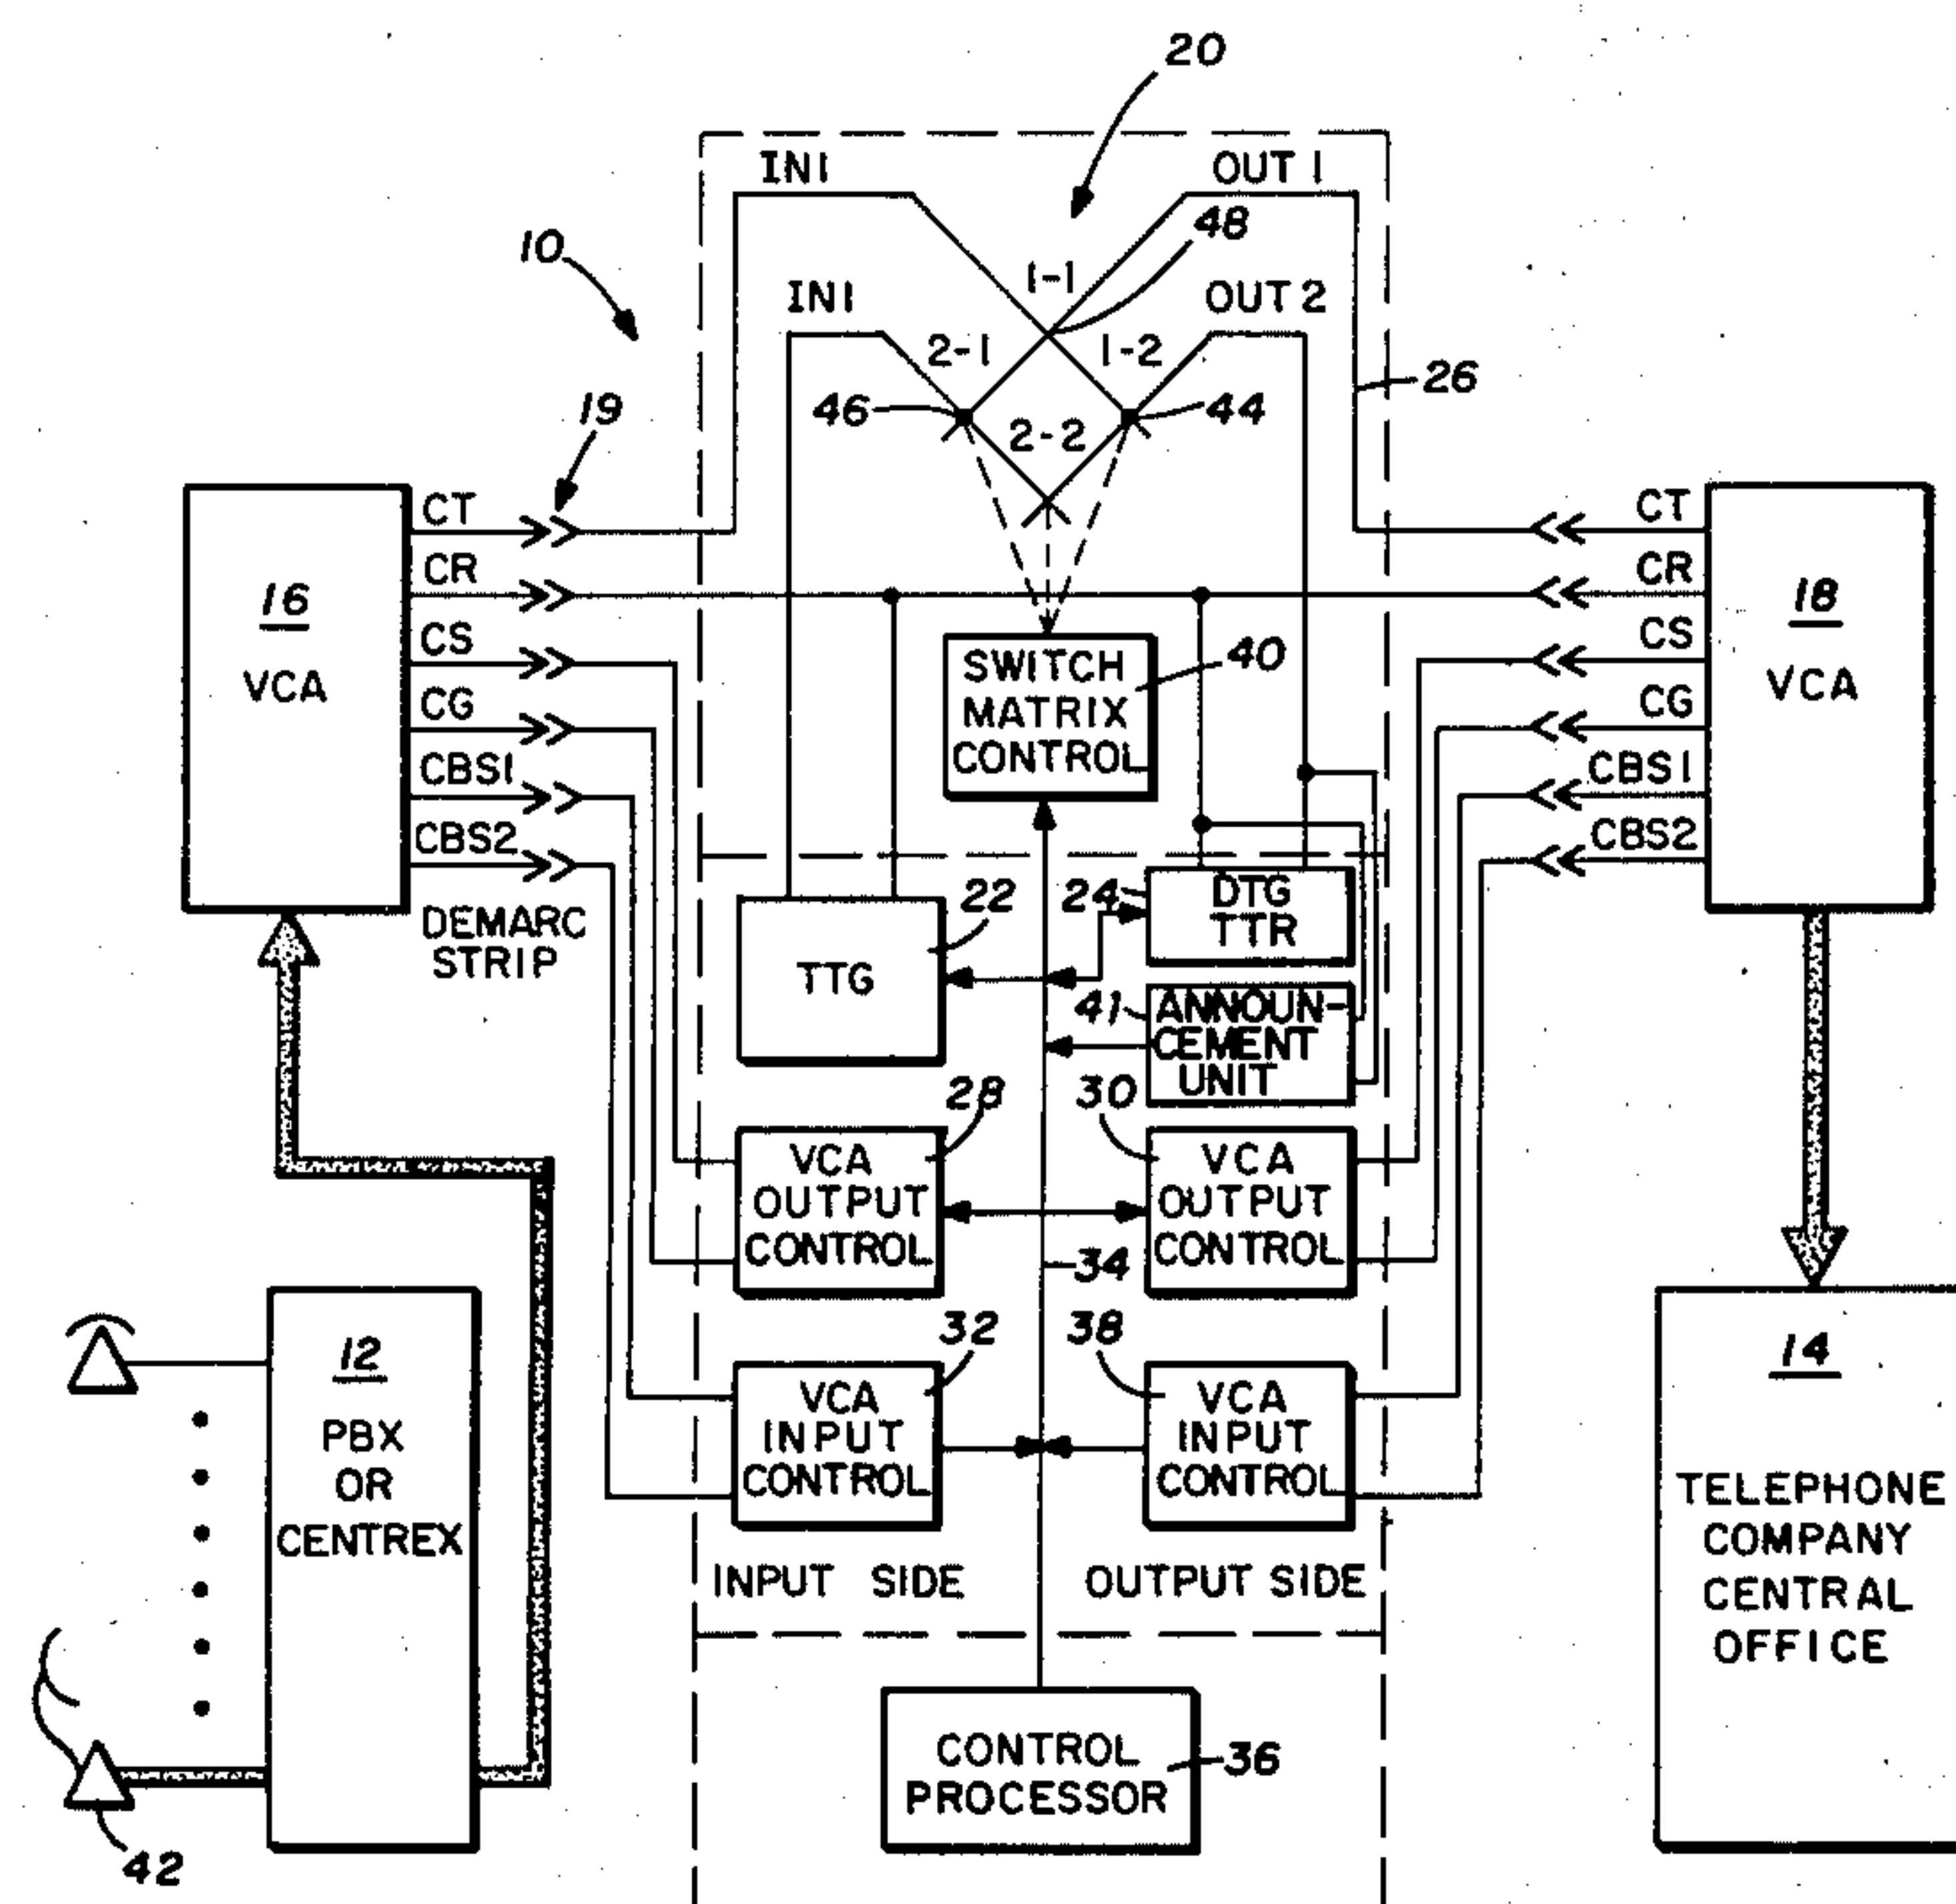 20
IN1
OUT 1
10
48
1-1
IN1
OUT 2
2-1
1-2
26
19
46
44
2-2
CT
CT
CR
CR
16
VCA
18
VCA
CS
CS
SWITCH
MATRIX
CONTROL
40
CG
CG
CBS1
CBS1
CBS2
CBS2
DEMARC
STRIP
22
24
DTG
TTR
TTG
41
ANNOUN-
CEMENT
UNIT
28
30
VCA
OUTPUT
CONTROL
VCA
OUTPUT
CONTROL
34
32
38
12
PBX
OR
CENTREX
VCA
INPUT
CONTROL
VCA
INPUT
CONTROL
14
TELEPHONE
COMPANY
CENTRAL
OFFICE
INPUT SIDE
OUTPUT SIDE
CONTROL
PROCESSOR
36
42